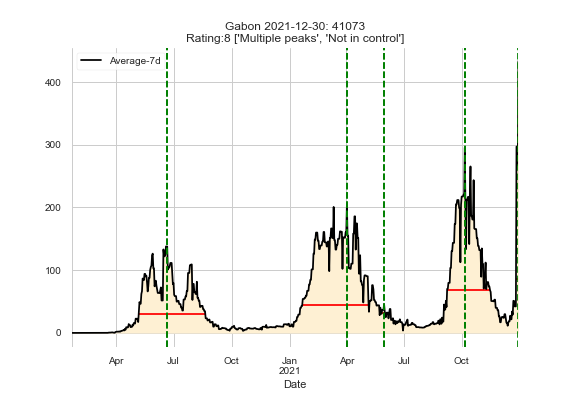 Gabon 2021-12-30: 41073
Rating:8 ['Multiple peaks', 'Not in control']
Average-7d
400
300
200
100
0
Apr Jul Oct Jan Apr Jul Oct
2021
Date